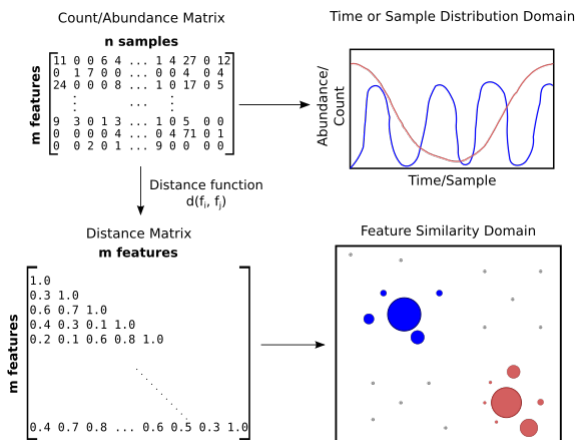 Count/Abundance Matrix
n samples
m features
11 0 0 6 4 ... 1 4 27 0 12
0 1 7 0 0 ... 0 0 4 0 4
24 0 0 0 8 ... 1 0 17 0 5
9 3 0 1 3 ... 1 0 5 0 0
0 0 0 0 4 ... 0 4 71 0 1
0 0 2 0 1 ... 9 0 0 0 0
Time or Sample Distribution Domain
Abundance/
Count
Time/Sample
Distance function
d(fi, fj)
Distance Matrix
m features
m features
1.0
0.3 1.0
0.6 0.7 1.0
0.4 0.3 0.1 1.0
0.2 0.1 0.6 0.8 1.0
0.4 0.7 0.8 ... 0.6 0.5 0.3 1.0
Feature Similarity Domain